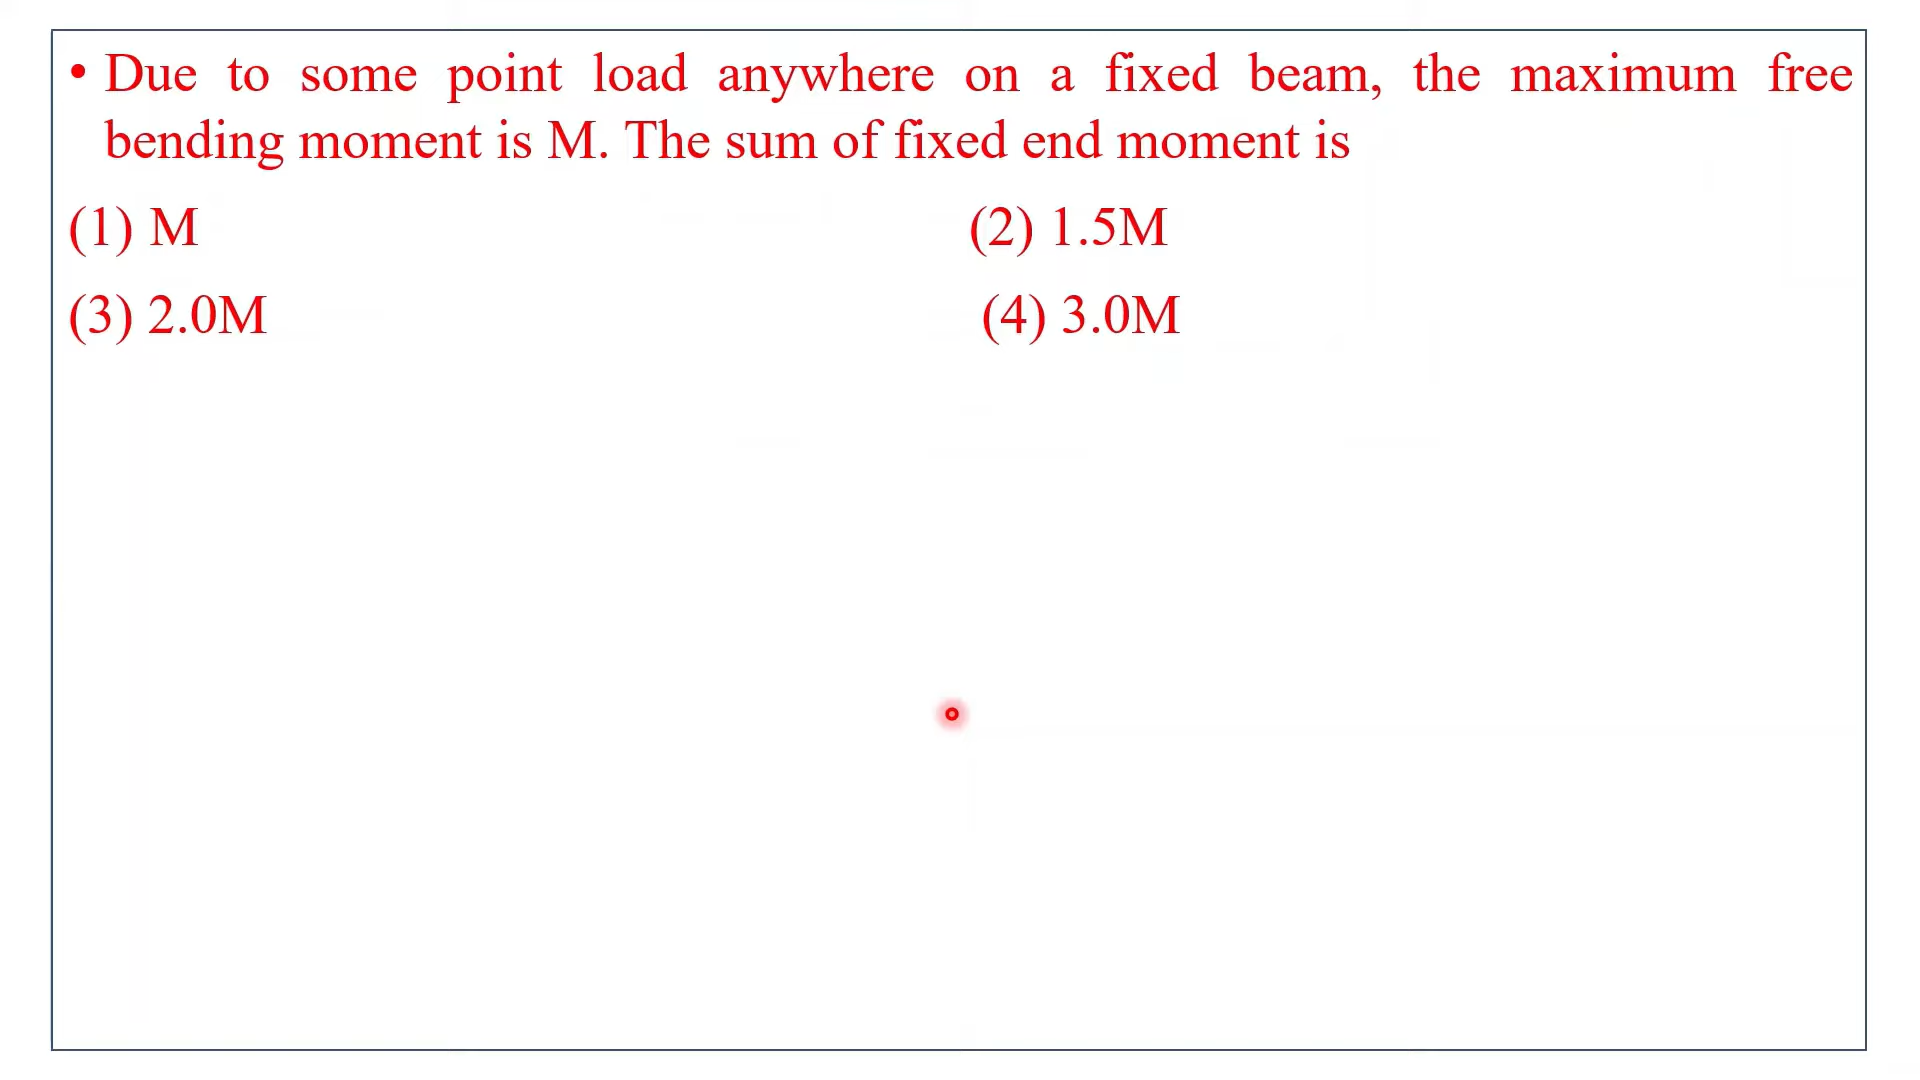 • Due to some point load anywhere on a fixed beam, the maximum free
bending moment is M. The sum of fixed end moment is
(1) M (2) 1.5M
(3) 2.0M (4) 3.0M